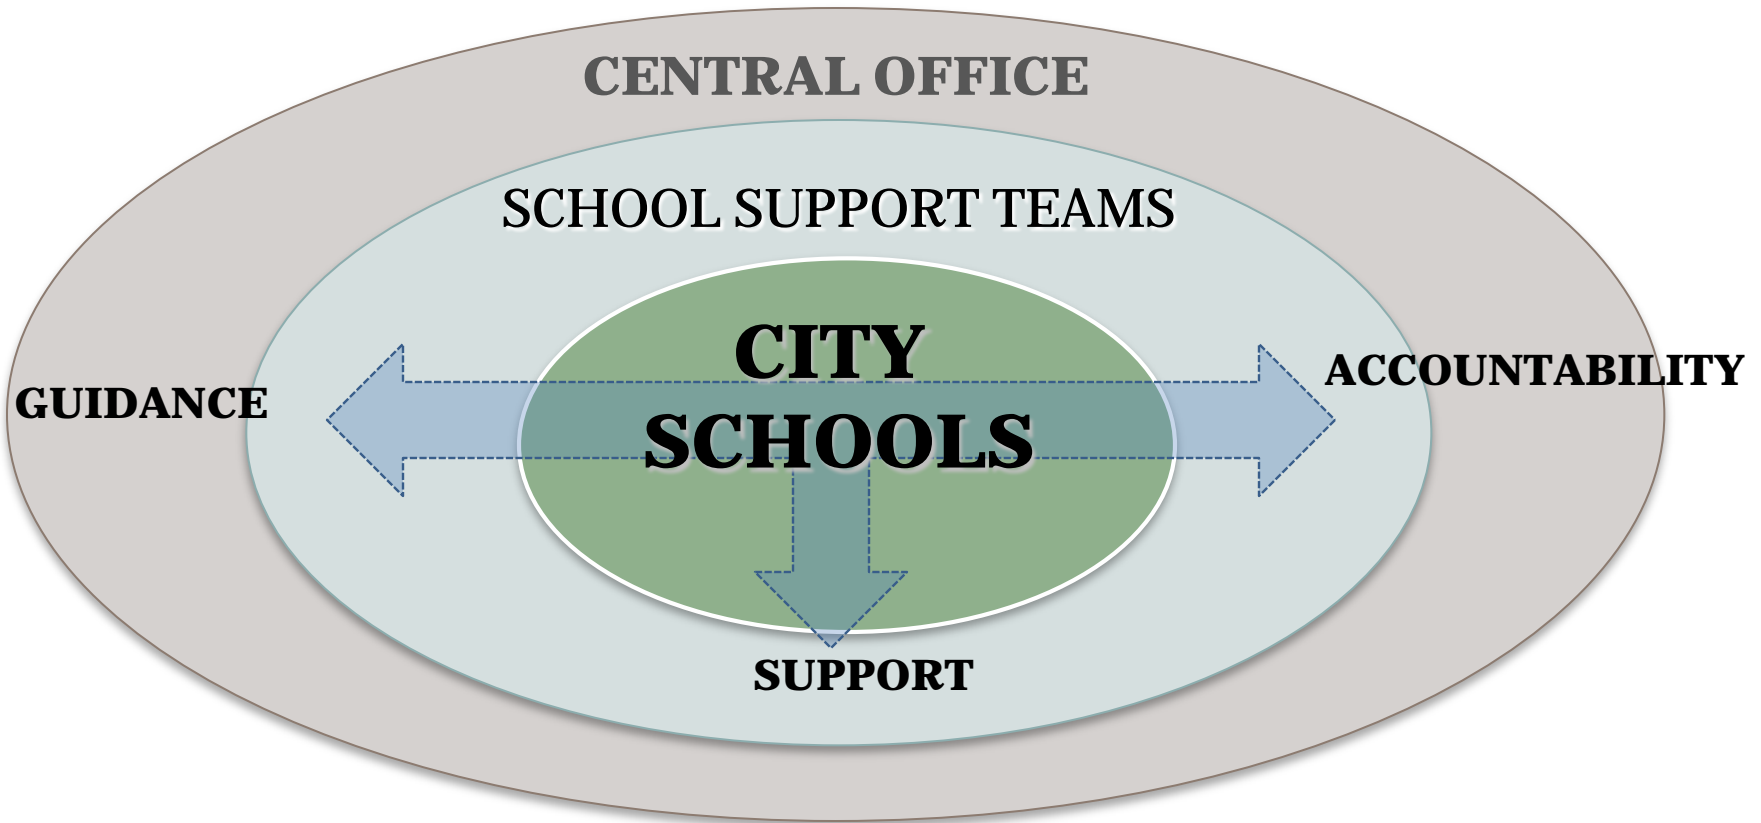 CENTRAL OFFICE
SCHOOL SUPPORT TEAMS
CITY
SCHOOLS
GUIDANCE
ACCOUNTABILITY
SUPPORT